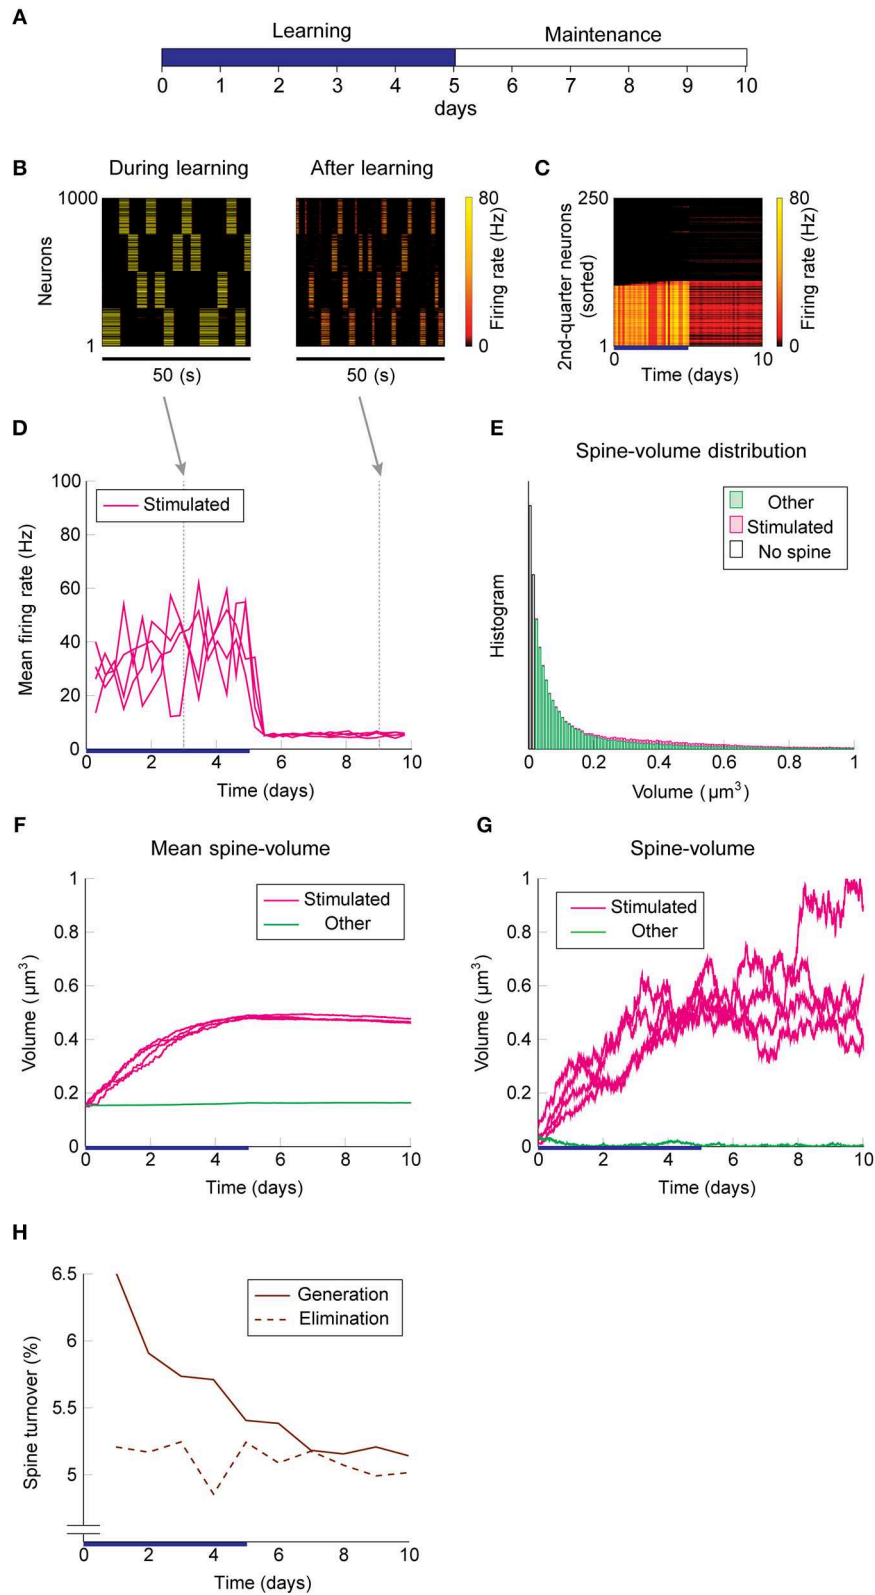 A
Learning
Maintenance
0 1 2 3 4 5 6 7 8 9 10
days
B
During learning
After learning
1000
Neurons
1
80
Firing rate (Hz)
0
50 (s)
50 (s)
C
250
2nd-quarter neurons
(sorted)
1
0
10
Time (days)
80
Firing rate (Hz)
0
D
100
80
60
40
20
0
Mean firing rate (Hz)
Stimulated
0 2 4 6 8 10
Time (days)
E
Spine-volume distribution
Histogram
Other
Stimulated
No spine
0 0.2 0.4 0.6 0.8 1
Volume (μm³)
F
Mean spine-volume
1
0.8
0.6
0.4
0.2
0
Volume (μm³)
Stimulated
Other
0 2 4 6 8 10
Time (days)
G
Spine-volume
1
0.8
0.6
0.4
0.2
0
Volume (μm³)
Stimulated
Other
0 2 4 6 8 10
Time (days)
H
6.5
6
5.5
5
Spine turnover (%)
Generation
Elimination
0 2 4 6 8 10
Time (days)